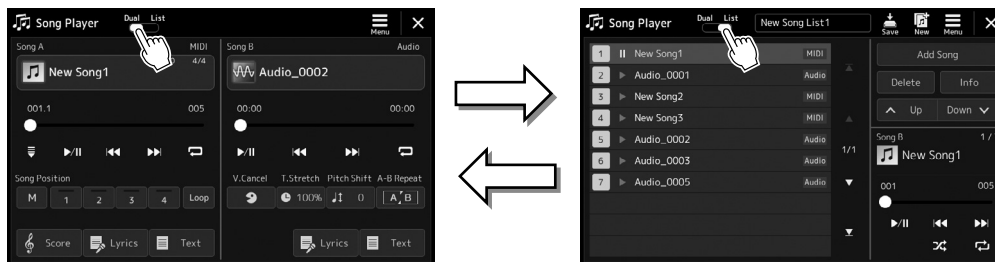 Song Player Dual List Menu
Song A MIDI
4/4
New Song1
001.1 005
Song Position
M 1 2 3 4 Loop
Score Lyrics Text
Song B Audio
Audio_0002
00:00 00:00
V.Cancel T.Stretch Pitch Shift A-B Repeat
100% 0 A B
Lyrics Text
Song Player Dual List New Song List1 Save New Menu
1 New Song1 MIDI
2 Audio_0001 Audio
3 New Song2 MIDI
4 New Song3 MIDI
5 Audio_0002 Audio
6 Audio_0003 Audio
7 Audio_0005 Audio
1/1
Add Song
Delete Info
Up Down
Song B 1/
New Song1
001 005